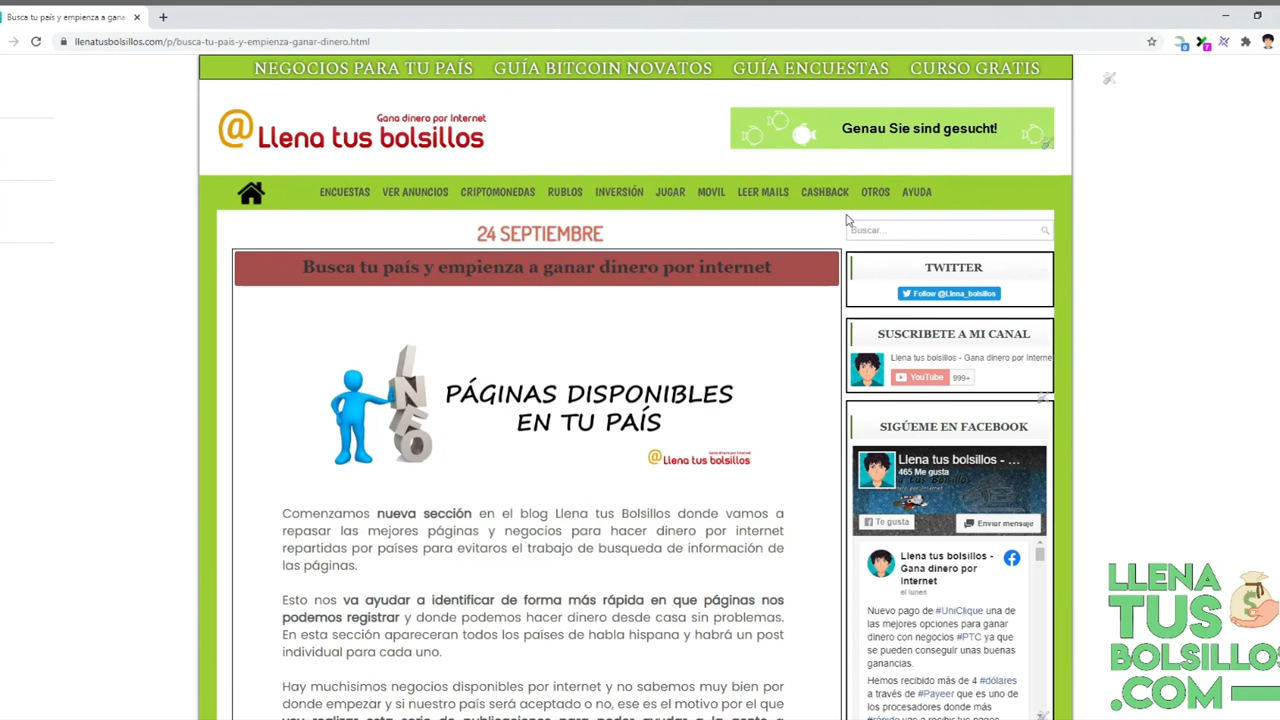 Busca tu país y empienza a gana
llenatusbolsillos.com/p/busca-tu-pais-y-empienza-ganar-dinero.html
NEGOCIOS PARA TU PAÍS GUÍA BITCOIN NOVATOS GUÍA ENCUESTAS CURSO GRATIS
Gana dinero por Internet
@Llena tus bolsillos
Genau Sie sind gesucht!
ENCUESTAS VER ANUNCIOS CRIPTOMONEDAS RUBLOS INVERSIÓN JUGAR MOVIL LEER MAILS CASHBACK OTROS AYUDA
24 SEPTIEMBRE
Busca tu país y empienza a ganar dinero por internet
INFO
PÁGINAS DISPONIBLES
EN TU PAÍS
Gana dinero por Internet
@Llena tus bolsillos
Comenzamos nueva sección en el blog Llena tus Bolsillos donde vamos a
repasar las mejores páginas y negocios para hacer dinero por internet
repartidas por países para evitaros el trabajo de busqueda de información de
las páginas.
Esto nos va ayudar a identificar de forma más rápida en que páginas nos
podemos registrar y donde podemos hacer dinero desde casa sin problemas.
En esta sección apareceran todos los países de habla hispana y habrá un post
individual para cada uno.
Hay muchisimos negocios disponibles por internet y no sabemos muy bien por
donde empezar y si nuestro país será aceptado o no, ese es el motivo por el que
Buscar...
TWITTER
Follow @Llena_bolsillos
SUSCRIBETE A MI CANAL
Llena tus bolsillos - Gana dinero por Interne
YouTube 999+
SIGÚEME EN FACEBOOK
Llena tus bolsillos - ...
465 Me gusta
Te gusta Enviar mensaje
Llena tus bolsillos -
Gana dinero por
Internet
el lunes
Nuevo pago de #UniClique una de
las mejores opciones para ganar
dinero con negocios #PTC ya que
se pueden conseguir unas buenas
ganancias.
Hemos recibido más de 4 #dólares
a través de #Payeer que es uno de
los procesadores donde más
LLENA
TUS
BOLSILLOS
.COM